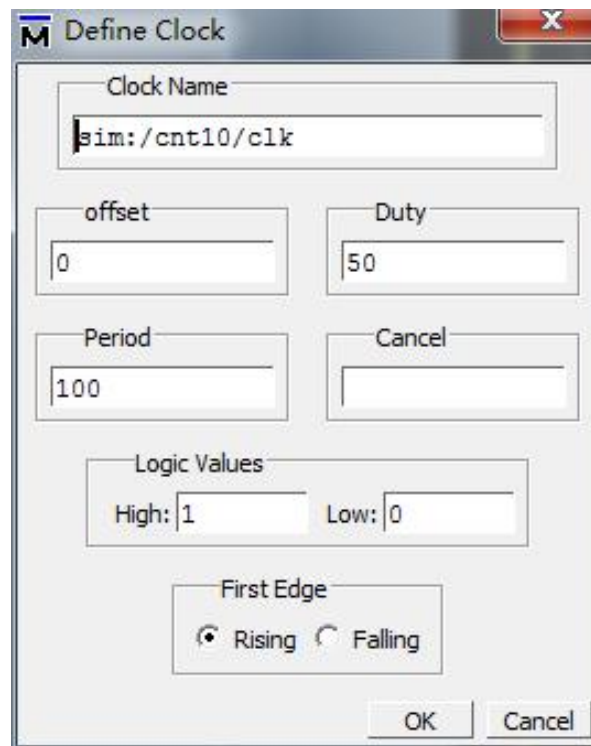 Define Clock
Clock Name
sim:/cnt10/clk
offset
Duty
0
50
Period
Cancel
100
Logic Values
High: 1 Low: 0
First Edge
Rising Falling
OK Cancel